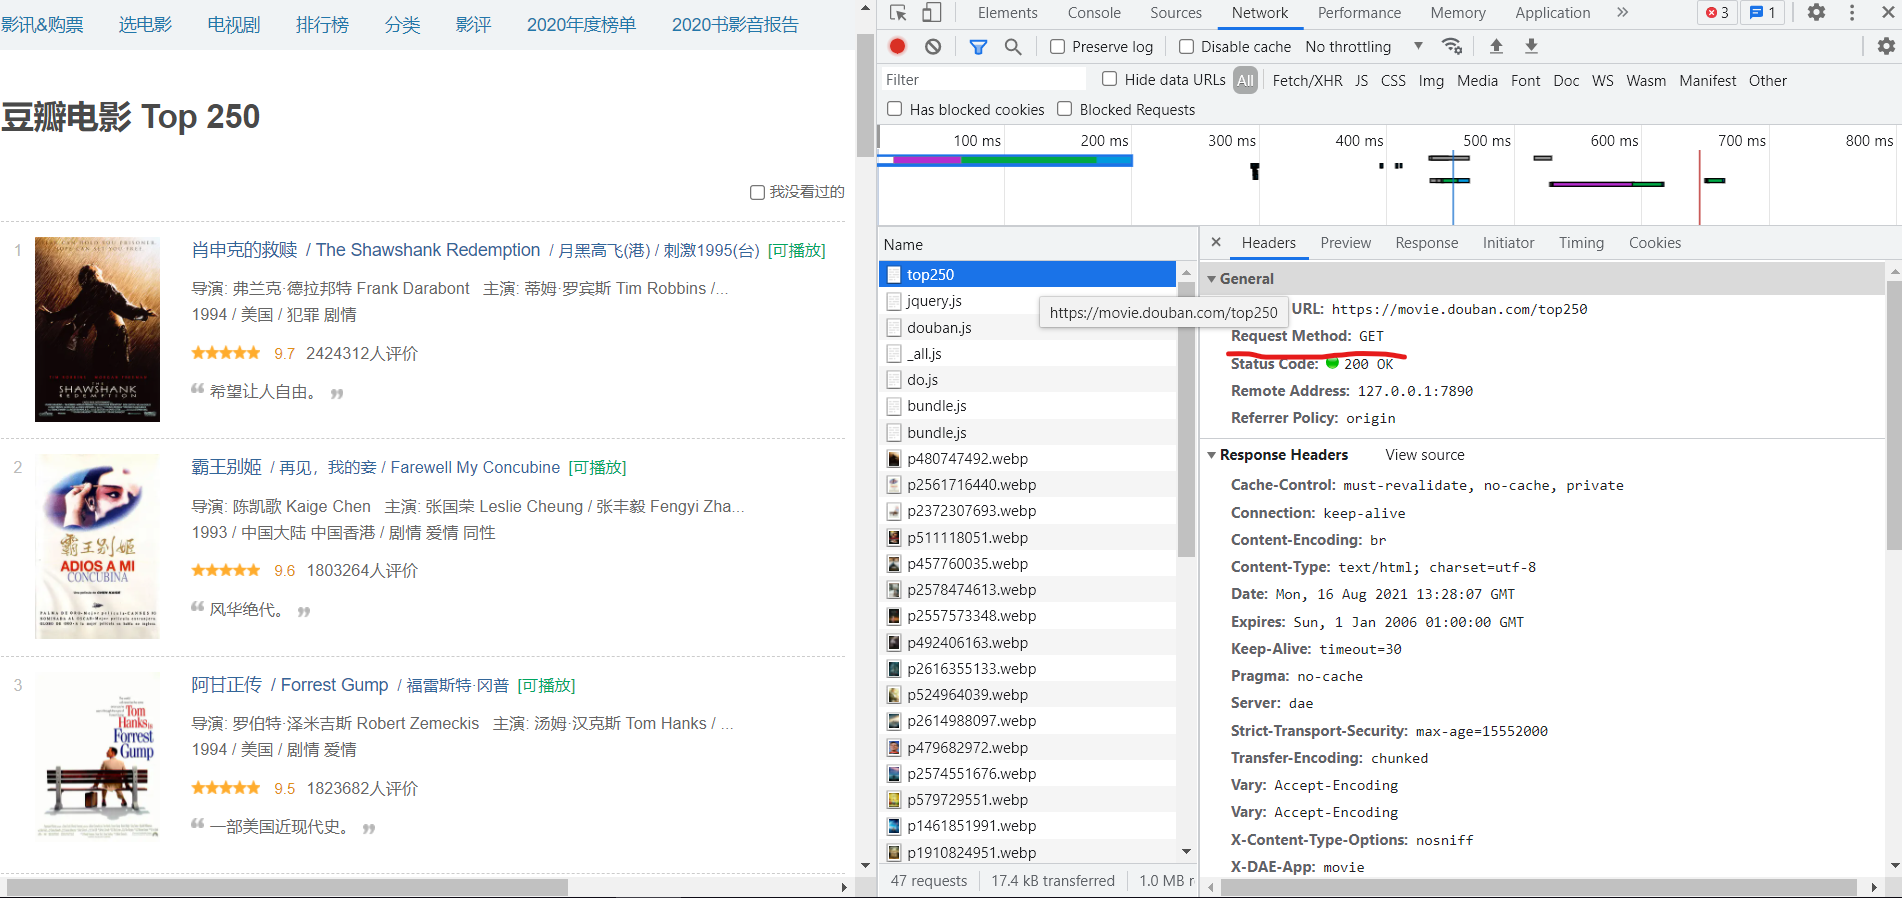 影讯&购票 选电影 电视剧 排行榜 分类 影评 2020年度榜单 2020书影音报告
豆瓣电影 Top 250
我没看过的
1
肖申克的救赎 / The Shawshank Redemption / 月黑高飞(港) / 刺激1995(台) [可播放]
导演: 弗兰克·德拉邦特 Frank Darabont 主演: 蒂姆·罗宾斯 Tim Robbins /...
1994 / 美国 / 犯罪 剧情
9.7 2424312人评价
“ 希望让人自由。 ”
THE
SHAWSHANK
REDEMPTION
2
霸王别姬 / 再见，我的妾 / Farewell My Concubine [可播放]
导演: 陈凯歌 Kaige Chen 主演: 张国荣 Leslie Cheung / 张丰毅 Fengyi Zha...
1993 / 中国大陆 中国香港 / 剧情 爱情 同性
9.6 1803264人评价
“ 风华绝代。 ”
霸王别姬
ADIOS A MI
CONCUBINA
3
阿甘正传 / Forrest Gump / 福雷斯特·冈普 [可播放]
导演: 罗伯特·泽米吉斯 Robert Zemeckis 主演: 汤姆·汉克斯 Tom Hanks / ...
1994 / 美国 / 剧情 爱情
9.5 1823682人评价
“ 一部美国近现代史。 ”
Tom
Hanks is
Forrest
Gump
Elements Console Sources Network Performance Memory Application » 3 1
Preserve log Disable cache No throttling
Filter Hide data URLs All Fetch/XHR JS CSS Img Media Font Doc WS Wasm Manifest Other
Has blocked cookies Blocked Requests
100 ms 200 ms 300 ms 400 ms 500 ms 600 ms 700 ms 800 ms
Name
top250
jquery.js
douban.js
_all.js
do.js
bundle.js
bundle.js
p480747492.webp
p2561716440.webp
p2372307693.webp
p511118051.webp
p457760035.webp
p2578474613.webp
p2557573348.webp
p492406163.webp
p2616355133.webp
p524964039.webp
p2614988097.webp
p479682972.webp
p2574551676.webp
p579729551.webp
p1461851991.webp
p1910824951.webp
47 requests 17.4 kB transferred 1.0 MB r
https://movie.douban.com/top250
Headers Preview Response Initiator Timing Cookies
General
URL: https://movie.douban.com/top250
Request Method: GET
Status Code: 200 OK
Remote Address: 127.0.0.1:7890
Referrer Policy: origin
Response Headers View source
Cache-Control: must-revalidate, no-cache, private
Connection: keep-alive
Content-Encoding: br
Content-Type: text/html; charset=utf-8
Date: Mon, 16 Aug 2021 13:28:07 GMT
Expires: Sun, 1 Jan 2006 01:00:00 GMT
Keep-Alive: timeout=30
Pragma: no-cache
Server: dae
Strict-Transport-Security: max-age=15552000
Transfer-Encoding: chunked
Vary: Accept-Encoding
Vary: Accept-Encoding
X-Content-Type-Options: nosniff
X-DAE-App: movie